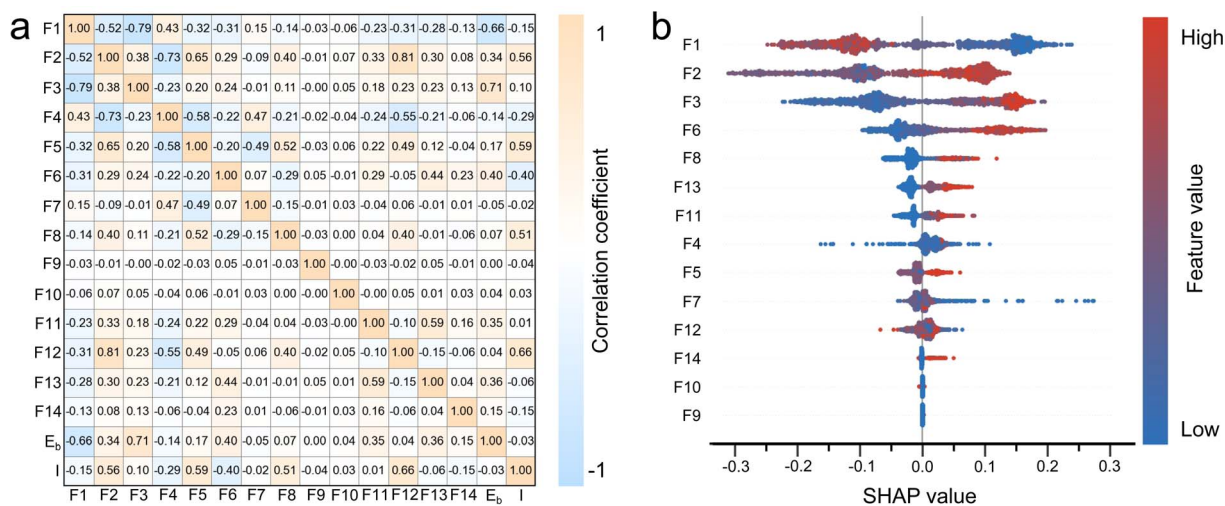 a
F1 1.00 -0.52 -0.79 0.43 -0.32 -0.31 0.15 -0.14 -0.03 -0.06 -0.23 -0.31 -0.28 -0.13 -0.66 -0.15
F2 -0.52 1.00 0.38 -0.73 0.65 0.29 -0.09 0.40 -0.01 0.07 0.33 0.81 0.30 0.08 0.34 0.56
F3 -0.79 0.38 1.00 -0.23 0.20 0.24 -0.01 0.11 -0.00 0.05 0.18 0.23 0.23 0.13 0.71 0.10
F4 0.43 -0.73 -0.23 1.00 -0.58 -0.22 0.47 -0.21 -0.02 -0.04 -0.24 -0.55 -0.21 -0.06 -0.14 -0.29
F5 -0.32 0.65 0.20 -0.58 1.00 -0.20 -0.49 0.52 -0.03 0.06 0.22 0.49 0.12 -0.04 0.17 0.59
F6 -0.31 0.29 0.24 -0.22 -0.20 1.00 0.07 -0.29 0.05 -0.01 0.29 -0.05 0.44 0.23 0.40 -0.40
F7 0.15 -0.09 -0.01 0.47 -0.49 0.07 1.00 -0.15 -0.01 0.03 -0.04 0.06 -0.01 0.01 -0.05 -0.02
F8 -0.14 0.40 0.11 -0.21 0.52 -0.29 -0.15 1.00 -0.03 0.00 0.04 0.40 -0.01 -0.06 0.07 0.51
F9 -0.03 -0.01 -0.00 -0.02 -0.03 0.05 -0.01 -0.03 1.00 -0.00 -0.03 -0.02 0.05 -0.01 0.00 -0.04
F10 -0.06 0.07 0.05 -0.04 0.06 -0.01 0.03 0.00 -0.00 1.00 -0.00 0.05 0.01 0.03 0.04 0.03
F11 -0.23 0.33 0.18 -0.24 0.22 0.29 -0.04 0.04 -0.03 -0.00 1.00 -0.10 0.59 0.16 0.35 0.01
F12 -0.31 0.81 0.23 -0.55 0.49 -0.05 0.06 0.40 -0.02 0.05 -0.10 1.00 -0.15 -0.06 0.04 0.66
F13 -0.28 0.30 0.23 -0.21 0.12 0.44 -0.01 -0.01 0.05 0.01 0.59 -0.15 1.00 0.04 0.36 -0.06
F14 -0.13 0.08 0.13 -0.06 -0.04 0.23 0.01 -0.06 -0.01 0.03 0.16 -0.06 0.04 1.00 0.15 -0.15
Eb -0.66 0.34 0.71 -0.14 0.17 0.40 -0.05 0.07 0.00 0.04 0.35 0.04 0.36 0.15 1.00 -0.03
I -0.15 0.56 0.10 -0.29 0.59 -0.40 -0.02 0.51 -0.04 0.03 0.01 0.66 -0.06 -0.15 -0.03 1.00
F1 F2 F3 F4 F5 F6 F7 F8 F9 F10 F11 F12 F13 F14 Eb I
1
Correlation coefficient
-1
b
F1
F2
F3
F6
F8
F13
F11
F4
F5
F7
F12
F14
F10
F9
-0.3 -0.2 -0.1 0.0 0.1 0.2 0.3
SHAP value
High
Feature value
Low